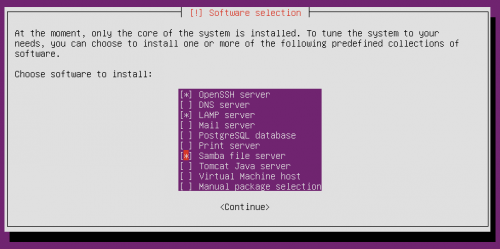 [!] Software selection
At the moment, only the core of the system is installed. To tune the system to your
needs, you can choose to install one or more of the following predefined collections of
software.
Choose software to install:
[*] OpenSSH server
[ ] DNS server
[*] LAMP server
[ ] Mail server
[ ] PostgreSQL database
[ ] Print server
[*] Samba file server
[ ] Tomcat Java server
[ ] Virtual Machine host
[ ] Manual package selection
<Continue>